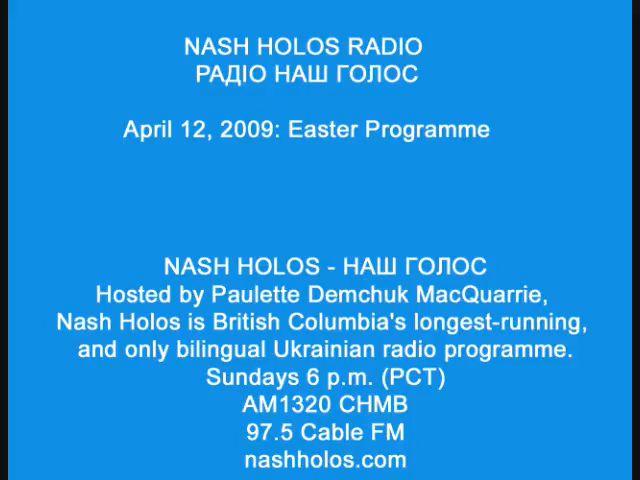 NASH HOLOS RADIO
РАДІО НАШ ГОЛОС
April 12, 2009: Easter Programme
NASH HOLOS - НАШ ГОЛОС
Hosted by Paulette Demchuk MacQuarrie,
Nash Holos is British Columbia's longest-running,
and only bilingual Ukrainian radio programme.
Sundays 6 p.m. (PCT)
AM1320 CHMB
97.5 Cable FM
nashholos.com